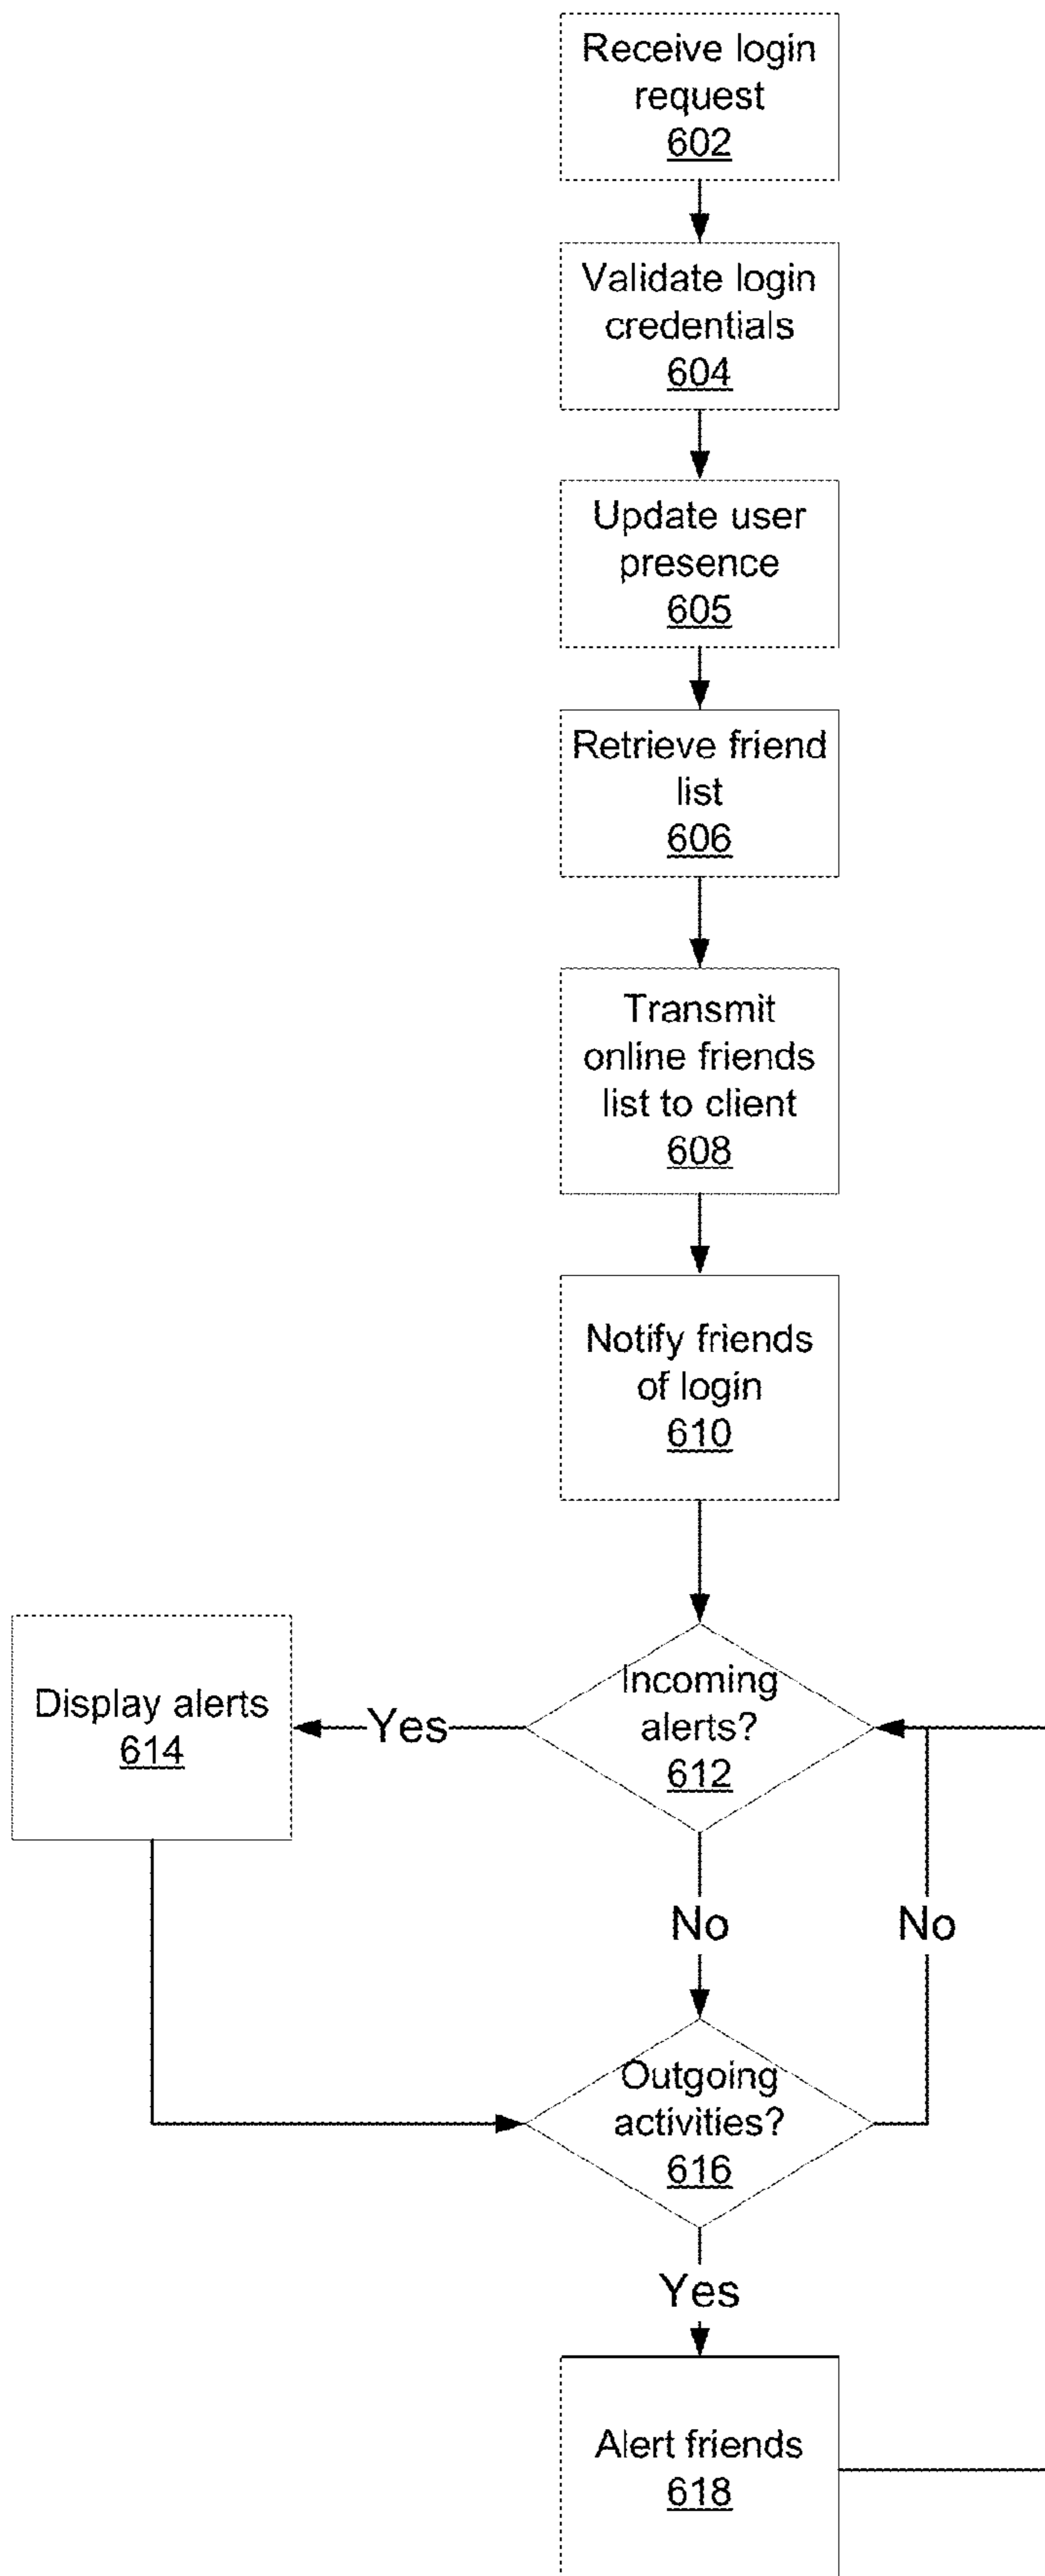 Receive login
request
602
Validate login
credentials
604
Update user
presence
605
Retrieve friend
list
606
Transmit
online friends
list to client
608
Notify friends
of login
610
Incoming
alerts?
612
Yes
Display alerts
614
No
No
Outgoing
activities?
616
Yes
Alert friends
618